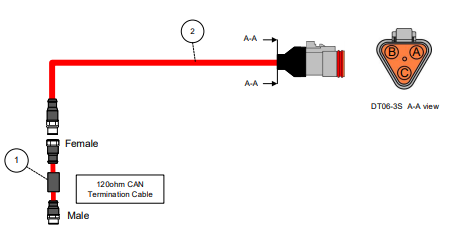 2
A-A
A-A
B
A
C
DT06-3S A-A view
Female
1
120ohm CAN
Termination Cable
Male